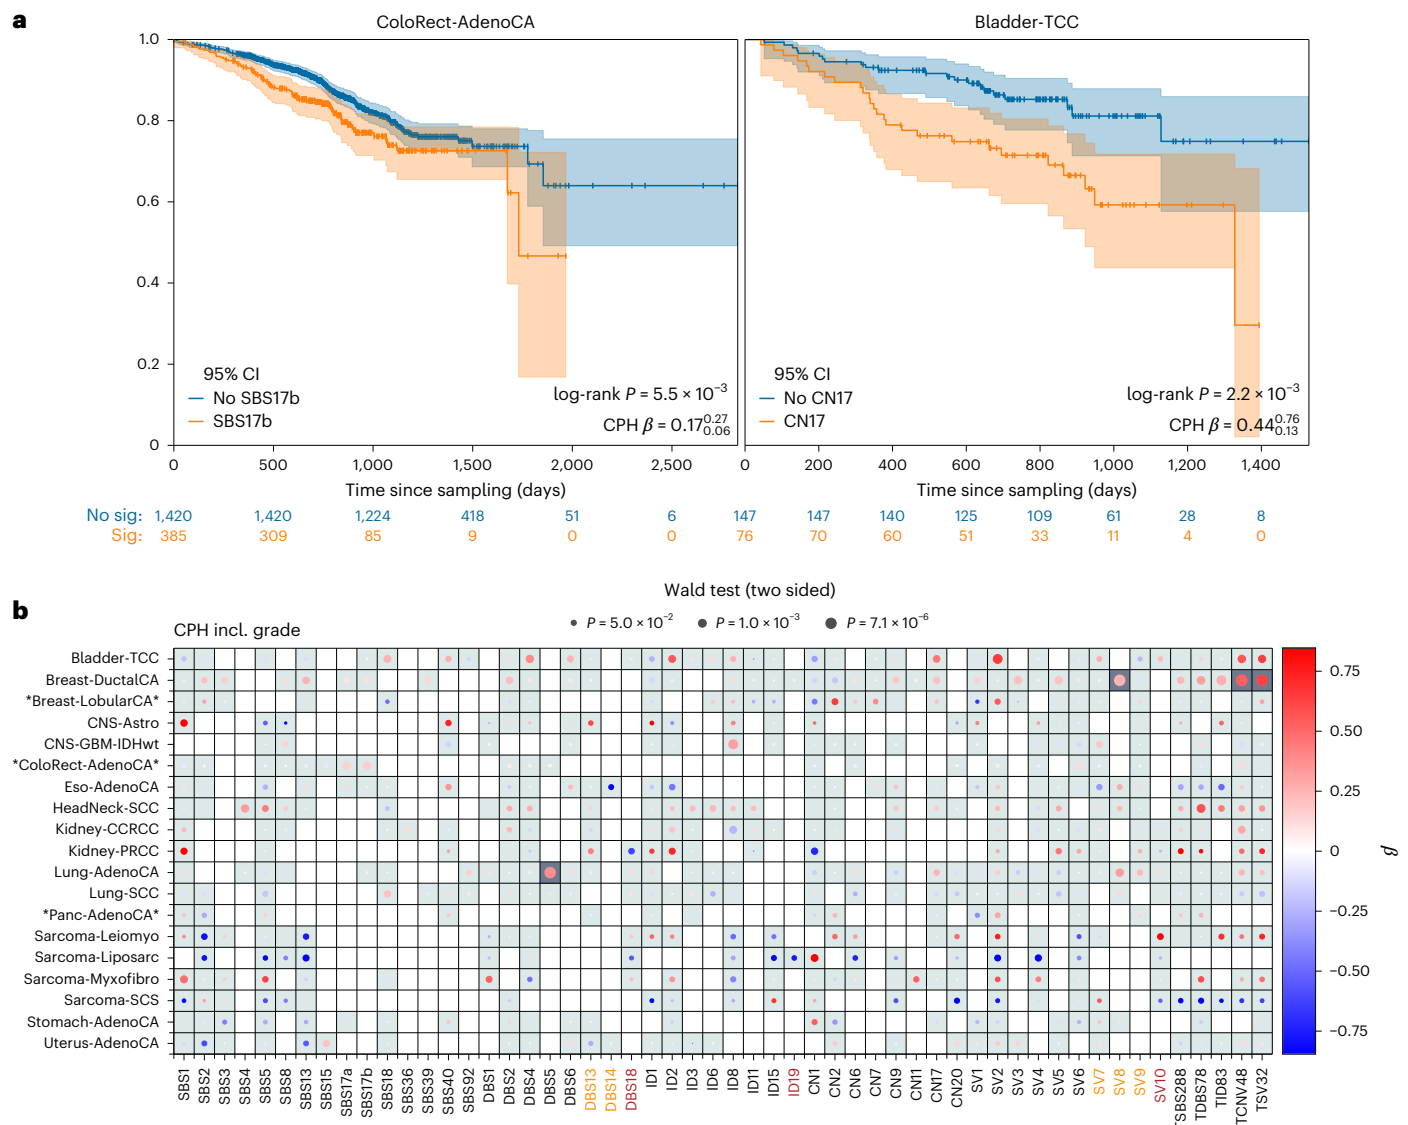 a
ColoRect-AdenoCA
Bladder-TCC
1.0
0.8
0.6
0.4
0.2
0
95% CI
No SBS17b
SBS17b
log-rank P = 5.5 × 10⁻³
CPH β = 0.17 0.27 0.06
95% CI
No CN17
CN17
log-rank P = 2.2 × 10⁻³
CPH β = 0.44 0.76 0.13
0 500 1,000 1,500 2,000 2,500
0 200 400 600 800 1,000 1,200 1,400
Time since sampling (days)
Time since sampling (days)
No sig: 1,420 1,420 1,224 418 51 6 147 147 140 125 109 61 28 8
Sig: 385 309 85 9 0 0 76 70 60 51 33 11 4 0
b
Wald test (two sided)
P = 5.0 × 10⁻² P = 1.0 × 10⁻³ P = 7.1 × 10⁻⁶
CPH incl. grade
Bladder-TCC
Breast-DuctalCA
*Breast-LobularCA*
CNS-Astro
CNS-GBM-IDHwt
*ColoRect-AdenoCA*
Eso-AdenoCA
HeadNeck-SCC
Kidney-CCRCC
Kidney-PRCC
Lung-AdenoCA
Lung-SCC
*Panc-AdenoCA*
Sarcoma-Leiomyo
Sarcoma-Liposarc
Sarcoma-Myxofibro
Sarcoma-SCS
Stomach-AdenoCA
Uterus-AdenoCA
SBS1
SBS2
SBS3
SBS4
SBS5
SBS8
SBS13
SBS15
SBS17a
SBS17b
SBS18
SBS36
SBS39
SBS40
SBS92
DBS1
DBS2
DBS4
DBS5
DBS6
DBS13
DBS14
DBS18
ID1
ID2
ID3
ID6
ID8
ID11
ID15
ID19
CN1
CN2
CN6
CN7
CN9
CN11
CN17
CN20
SV1
SV2
SV3
SV4
SV5
SV6
SV7
SV8
SV9
SV10
TSBS288
TDBS78
TID83
TCNV48
TSV32
0.75
0.50
0.25
0
−0.25
−0.50
−0.75
β